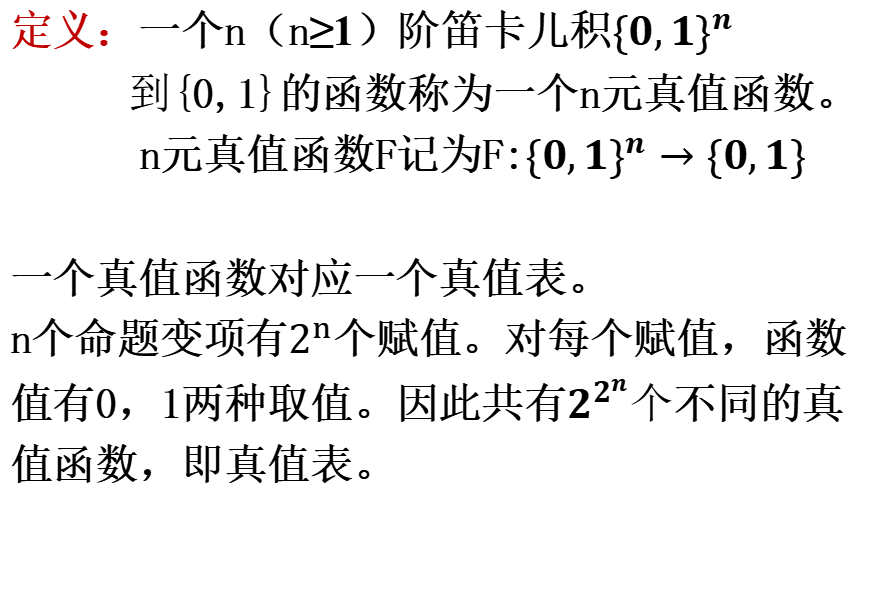 定义：一个n（n≥1）阶笛卡儿积{0, 1}ⁿ
到{0, 1}的函数称为一个n元真值函数。
n元真值函数F记为F:{0, 1}ⁿ → {0, 1}
一个真值函数对应一个真值表。
n个命题变项有2ⁿ个赋值。对每个赋值，函数
值有0，1两种取值。因此共有2^{2^n}个不同的真
值函数，即真值表。